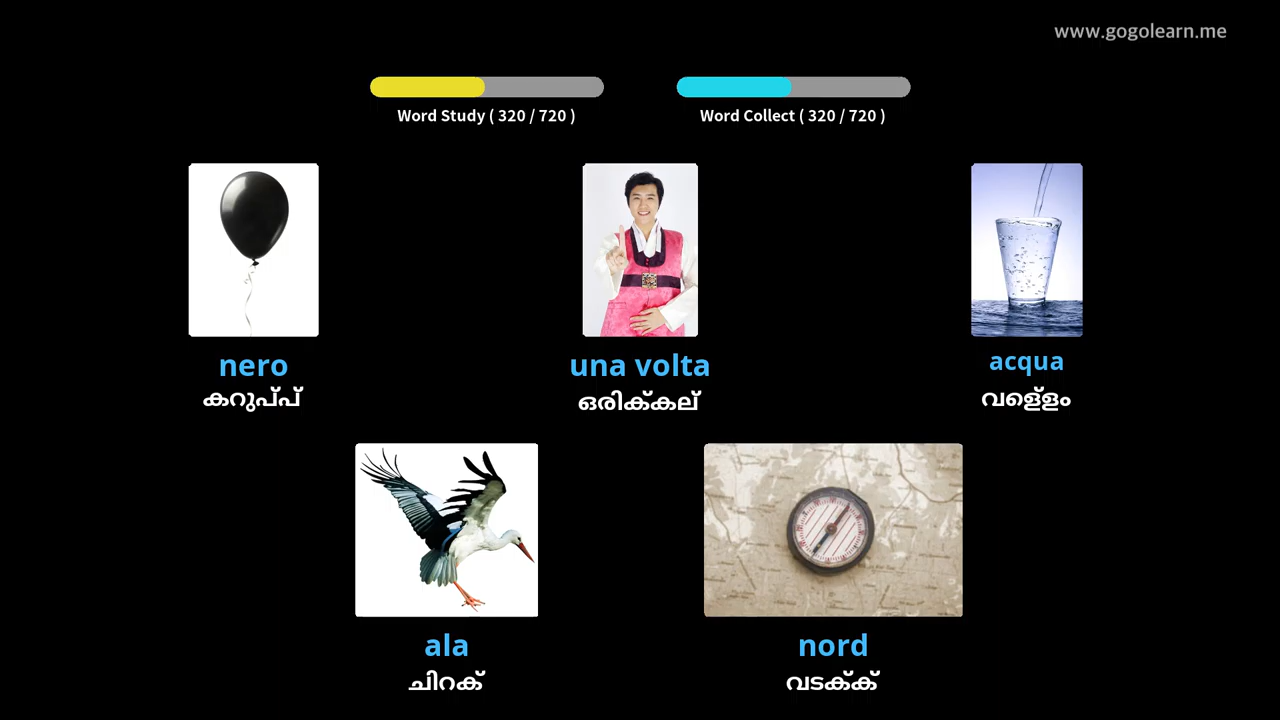 www.gogolearn.me
Word Study ( 320 / 720 )
Word Collect ( 320 / 720 )
nero
കറുപ്പ്
una volta
ഒരിക്കല്
acqua
വള്ളെം
ala
ചിറക്
nord
വടക്ക്